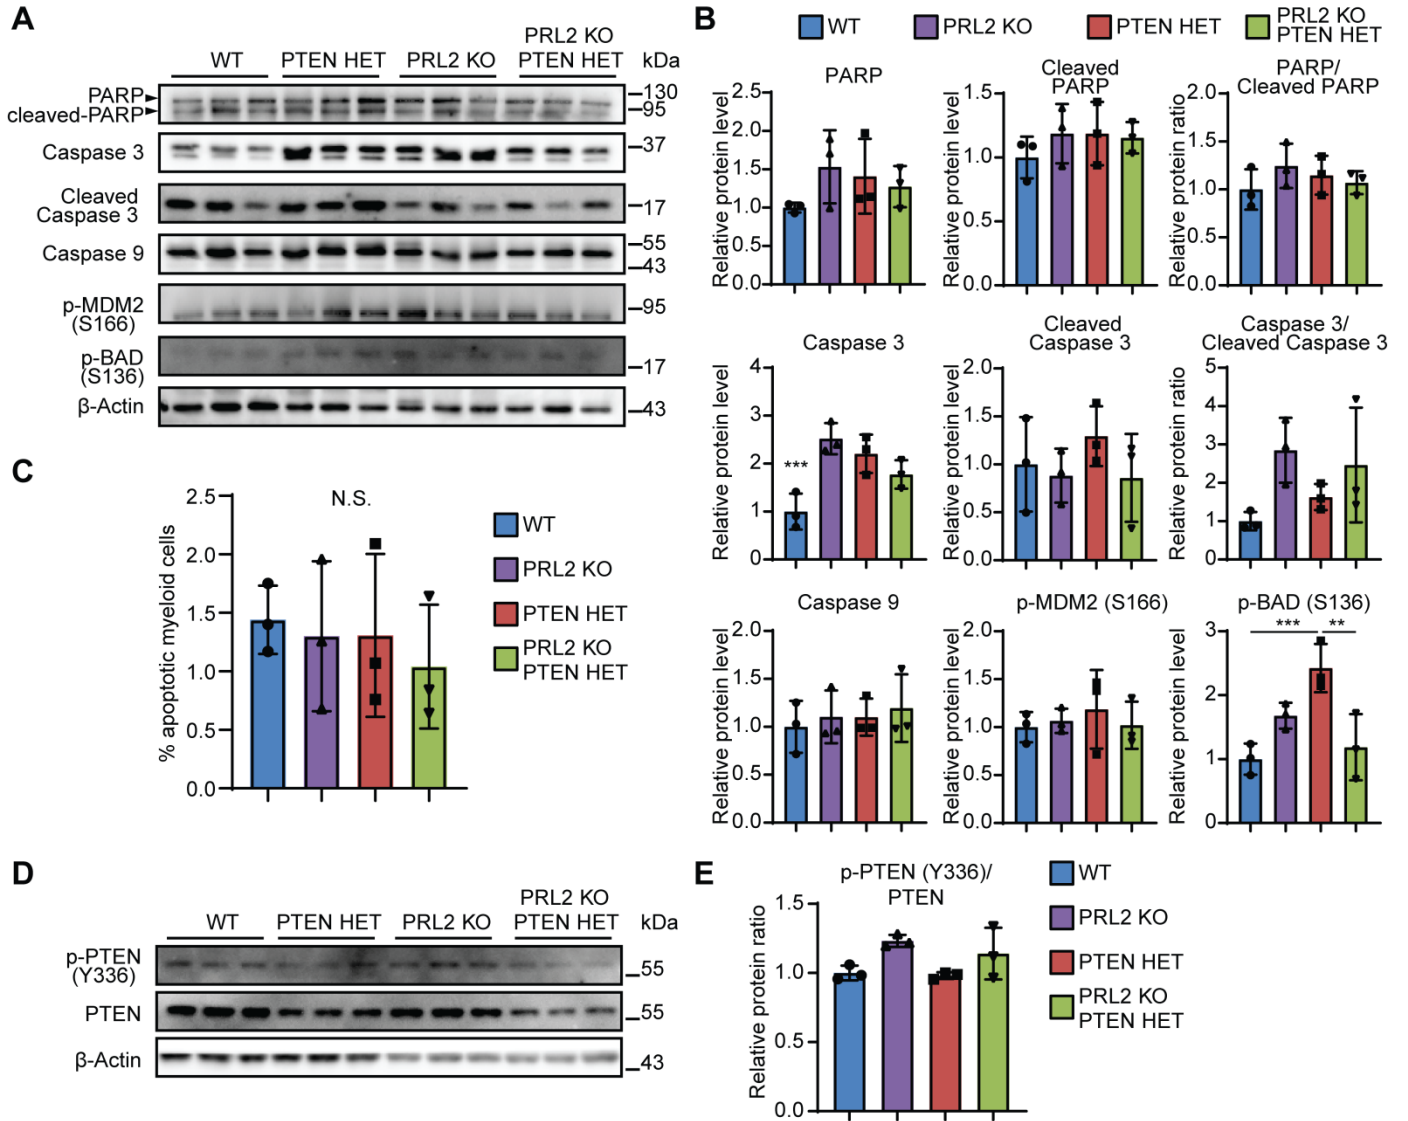 A
WT
PTEN HET
PRL2 KO
PRL2 KO
PTEN HET
kDa
PARP
cleaved-PARP
130
95
Caspase 3
37
Cleaved
Caspase 3
17
Caspase 9
55
43
p-MDM2
(S166)
95
p-BAD
(S136)
17
β-Actin
43
B
WT
PRL2 KO
PTEN HET
PRL2 KO
PTEN HET
PARP
Relative protein level
2.5
2.0
1.5
1.0
0.5
0.0
Cleaved
PARP
Relative protein level
1.5
1.0
0.5
0.0
PARP/
Cleaved PARP
Relative protein ratio
2.0
1.5
1.0
0.5
0.0
Caspase 3
Relative protein level
4
3
2
1
0
***
Cleaved
Caspase 3
Relative protein level
2.0
1.5
1.0
0.5
0.0
Caspase 3/
Cleaved Caspase 3
Relative protein ratio
5
4
3
2
1
0
Caspase 9
Relative protein level
2.0
1.5
1.0
0.5
0.0
p-MDM2 (S166)
Relative protein level
2.0
1.5
1.0
0.5
0.0
p-BAD (S136)
Relative protein level
3
2
1
0
***
**
C
N.S.
% apoptotic myeloid cells
2.5
2.0
1.5
1.0
0.5
0.0
WT
PRL2 KO
PTEN HET
PRL2 KO
PTEN HET
D
WT
PTEN HET
PRL2 KO
PRL2 KO
PTEN HET
kDa
p-PTEN
(Y336)
55
PTEN
55
β-Actin
43
E
p-PTEN (Y336)/
PTEN
Relative protein ratio
1.5
1.0
0.5
0.0
WT
PRL2 KO
PTEN HET
PRL2 KO
PTEN HET